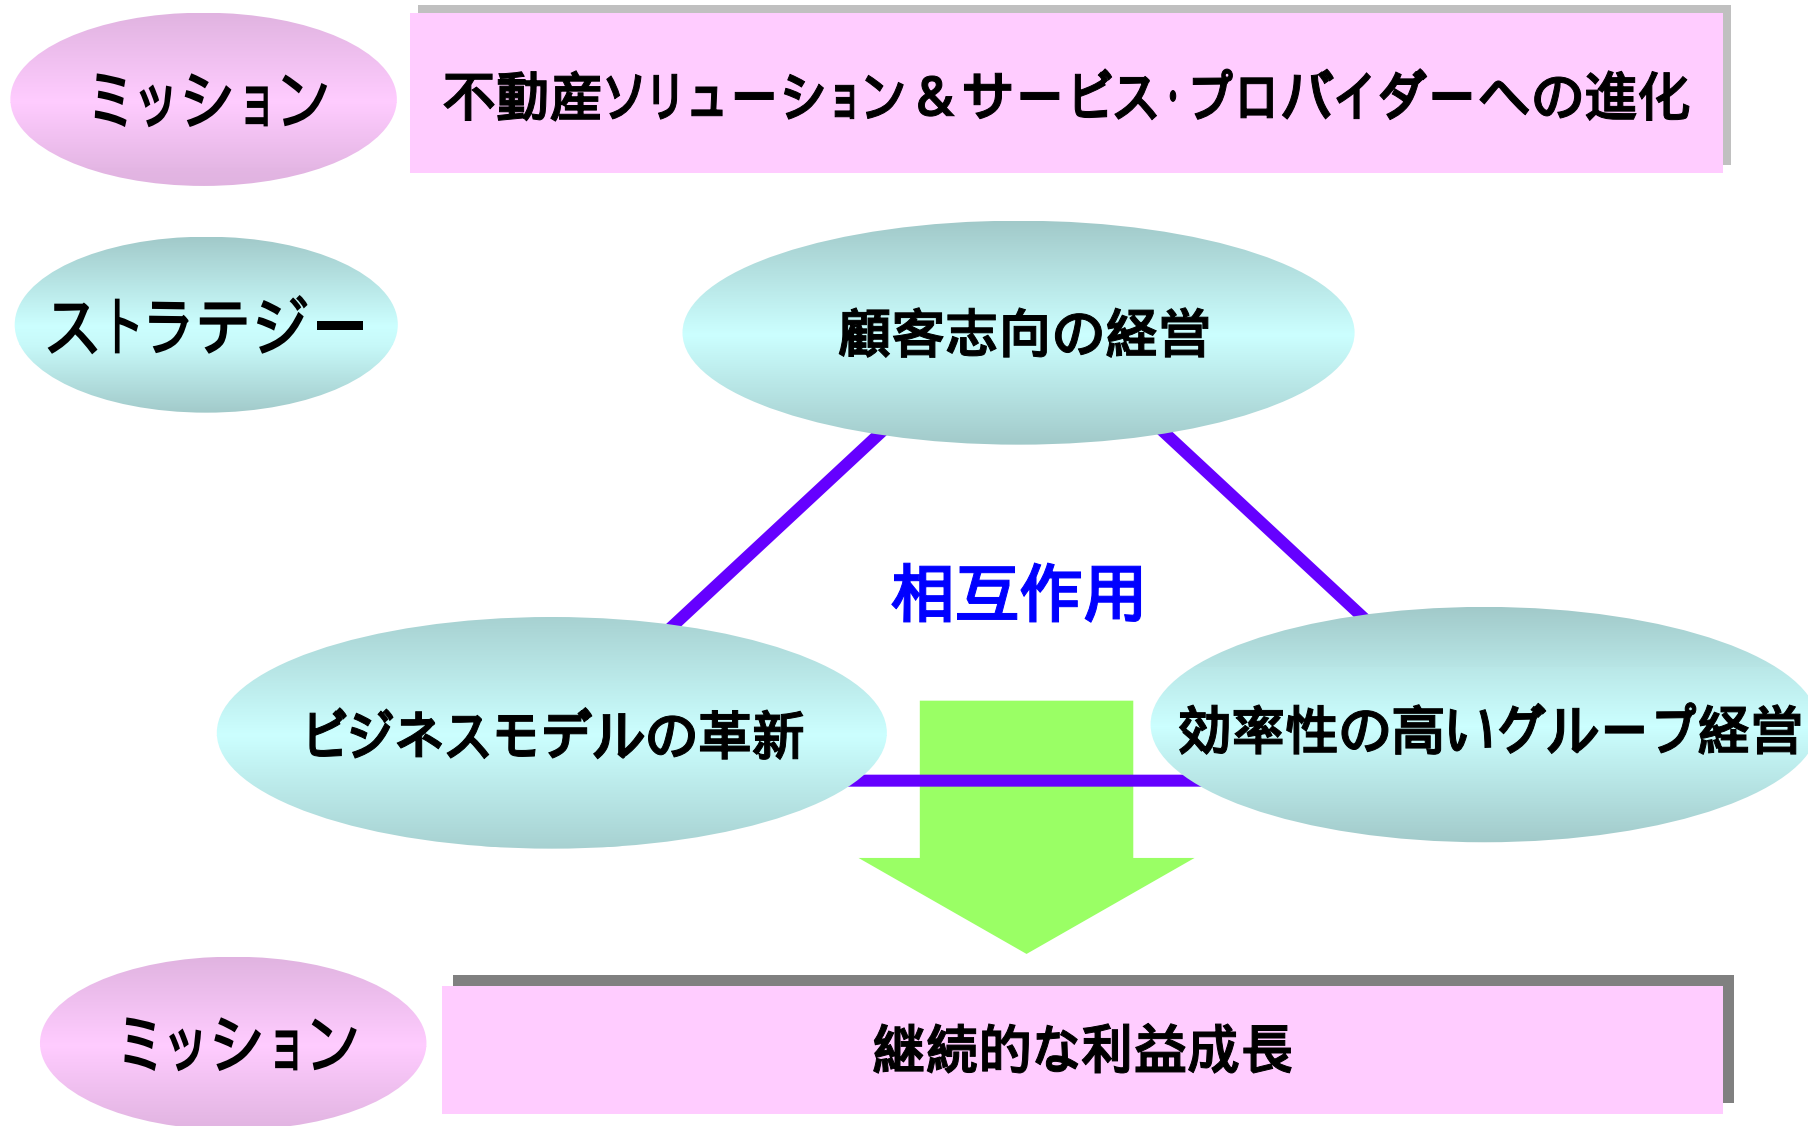 ミッション
不動産ソリューション＆サービス・プロバイダーへの進化
ストラテジー
顧客志向の経営
相互作用
ビジネスモデルの革新
効率性の高いグループ経営
ミッション
継続的な利益成長